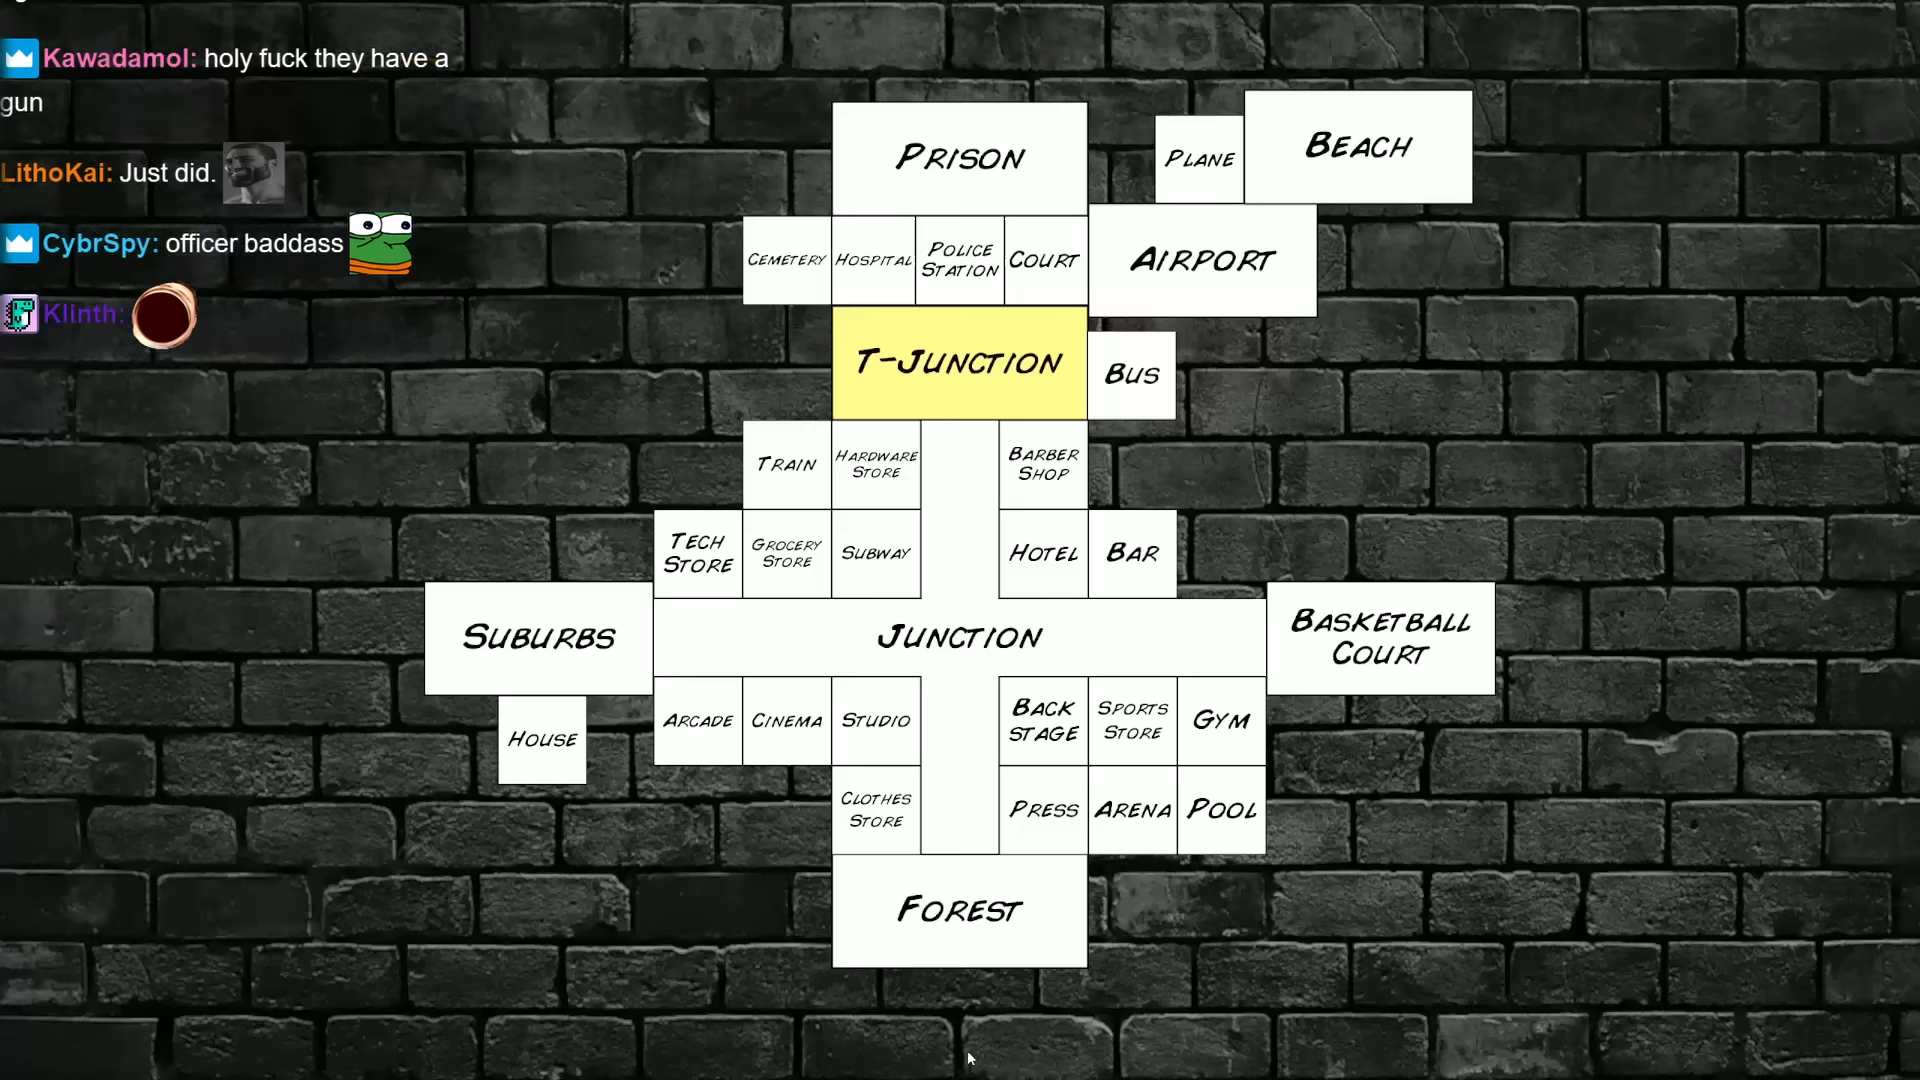 Kawadamol: holy fuck they have a
gun
LithoKai: Just did.
CybrSpy: officer baddass
Klinth:
PRISON
PLANE
BEACH
CEMETERY
HOSPITAL
POLICE
STATION
COURT
AIRPORT
T-JUNCTION
BUS
TRAIN
HARDWARE
STORE
BARBER
SHOP
TECH
STORE
GROCERY
STORE
SUBWAY
HOTEL
BAR
SUBURBS
JUNCTION
BASKETBALL
COURT
HOUSE
ARCADE
CINEMA
STUDIO
BACK
STAGE
SPORTS
STORE
GYM
CLOTHES
STORE
PRESS
ARENA
POOL
FOREST